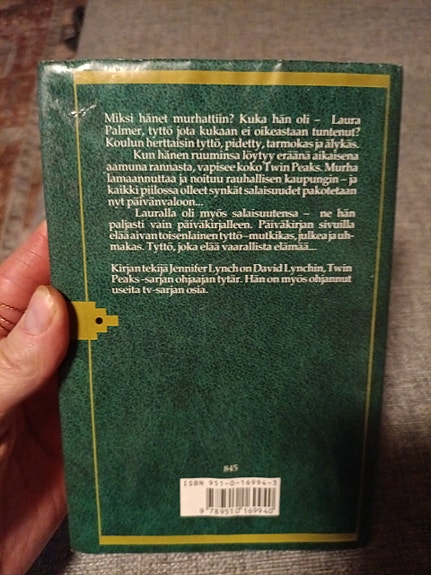 Miksi hänet murhattiin? Kuka hän oli – Laura
Palmer, tyttö jota kukaan ei oikeastaan tuntenut?
Koulun herttaisin tyttö, pidetty, tarmokas ja älykäs.
Kun hänen ruumiinsa löytyy eräänä aikaisena
aamuna rannasta, vapisee koko Twin Peaks. Murha
lamaannuttaa ja noituu rauhallisen kaupungin – ja
kaikki piilossa olleet synkät salaisuudet pakotetaan
nyt päivänvaloon...
Lauralla oli myös salaisuutensa – ne hän
paljasti vain päiväkirjalleen. Päiväkirjan sivuilla
elää aivan toisenlainen tyttö – mutkikas, julkea ja uh-
makas. Tyttö, joka elää vaarallista elämää...
Kirjan tekijä Jennifer Lynch on David Lynchin, Twin
Peaks -sarjan ohjaajan tytär. Hän on myös ohjannut
useita tv-sarjan osia.
845
ISBN 951-0-16994-3
9 789510 169940